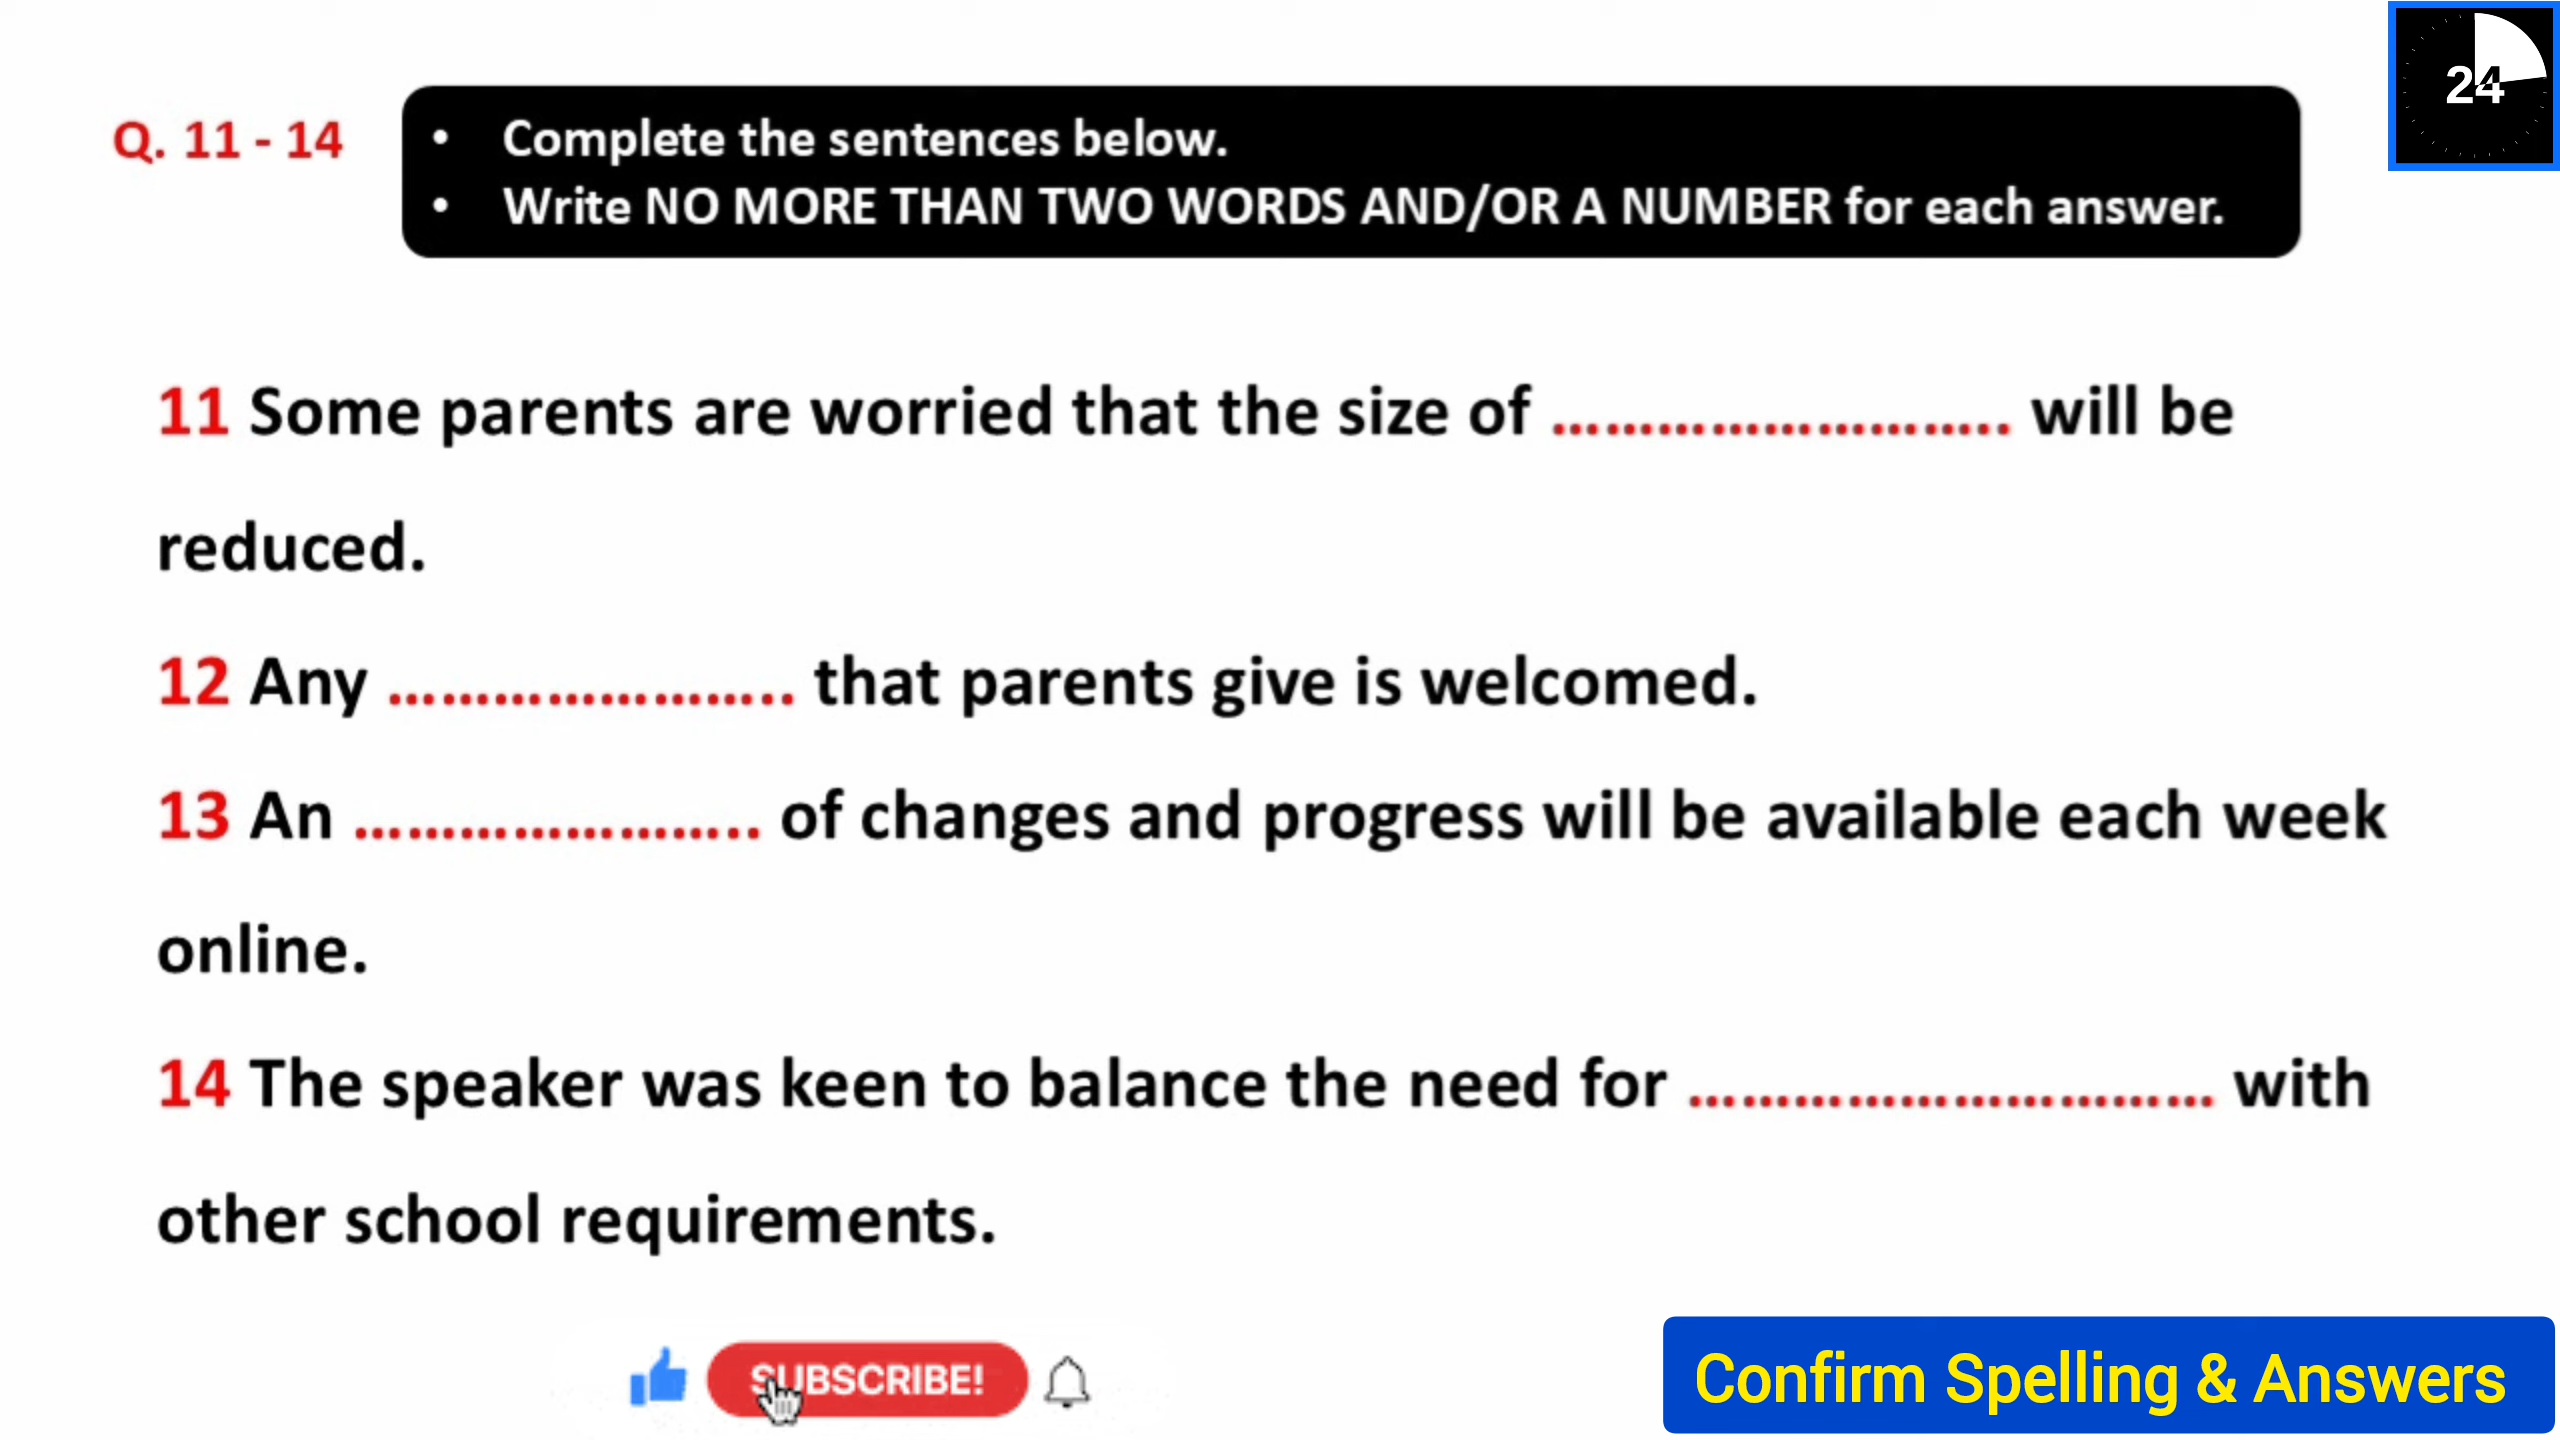 24
Q. 11 - 14
• Complete the sentences below.
• Write NO MORE THAN TWO WORDS AND/OR A NUMBER for each answer.
11 Some parents are worried that the size of ........................ will be
reduced.
12 Any ........................ that parents give is welcomed.
13 An ........................ of changes and progress will be available each week
online.
14 The speaker was keen to balance the need for ........................ with
other school requirements.
SUBSCRIBE!
Confirm Spelling & Answers